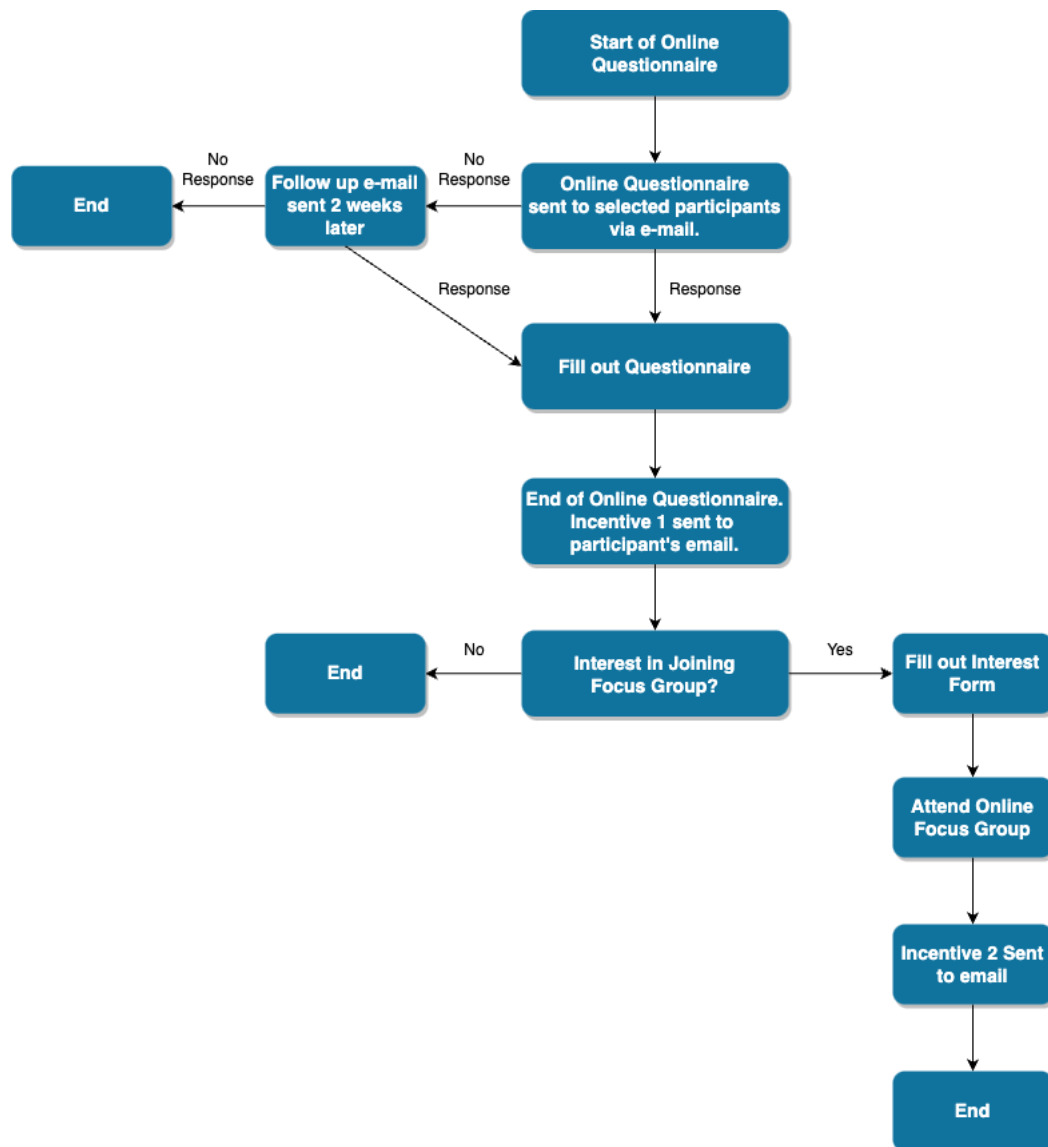 Start of Online
Questionnaire
No
Response
No
Response
End
Follow up e-mail
sent 2 weeks
later
Online Questionnaire
sent to selected participants
via e-mail.
Response
Response
Fill out Questionnaire
End of Online Questionnaire.
Incentive 1 sent to
participant's email.
No
Yes
End
Interest in Joining
Focus Group?
Fill out Interest
Form
Attend Online
Focus Group
Incentive 2 Sent
to email
End